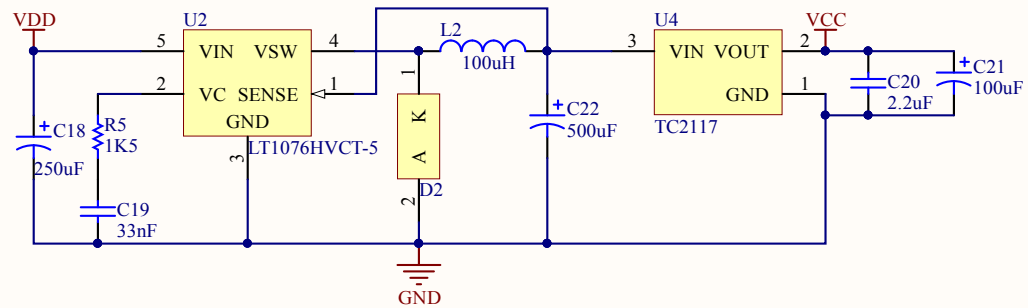 VDD
U2
5 VIN VSW 4
2 VC SENSE 1
GND
3
LT1076HVCT-5
C18
250uF
R5
1K5
C19
33nF
L2
100uH
1
K
A
2
D2
C22
500uF
GND
U4
3 VIN VOUT 2
GND 1
TC2117
VCC
C20
2.2uF
C21
100uF